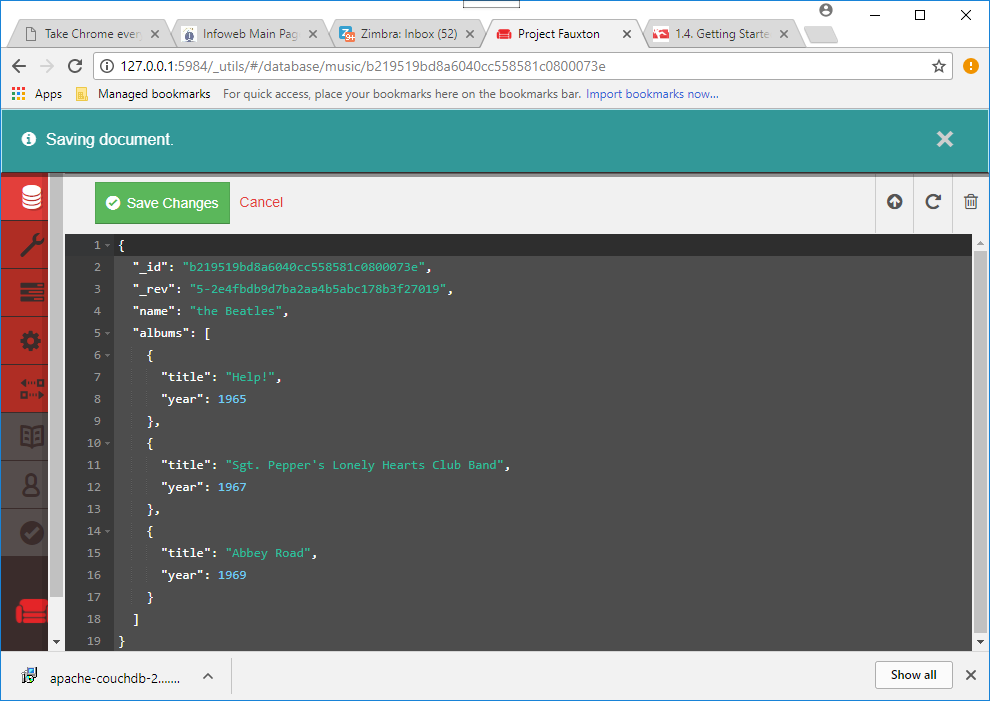 Take Chrome ever
Infoweb Main Pag
Zimbra: Inbox (52)
Project Fauxton
1.4. Getting Starte
127.0.0.1:5984/_utils/#/database/music/b219519bd8a6040cc558581c0800073e
Apps
Managed bookmarks
For quick access, place your bookmarks here on the bookmarks bar. Import bookmarks now...
Saving document.
Save Changes
Cancel
1 {
2 "_id": "b219519bd8a6040cc558581c0800073e",
3 "_rev": "5-2e4fbdb9d7ba2aa4b5abc178b3f27019",
4 "name": "the Beatles",
5 "albums": [
6 {
7 "title": "Help!",
8 "year": 1965
9 },
10 {
11 "title": "Sgt. Pepper's Lonely Hearts Club Band",
12 "year": 1967
13 },
14 {
15 "title": "Abbey Road",
16 "year": 1969
17 }
18 ]
19 }
apache-couchdb-2.......
Show all